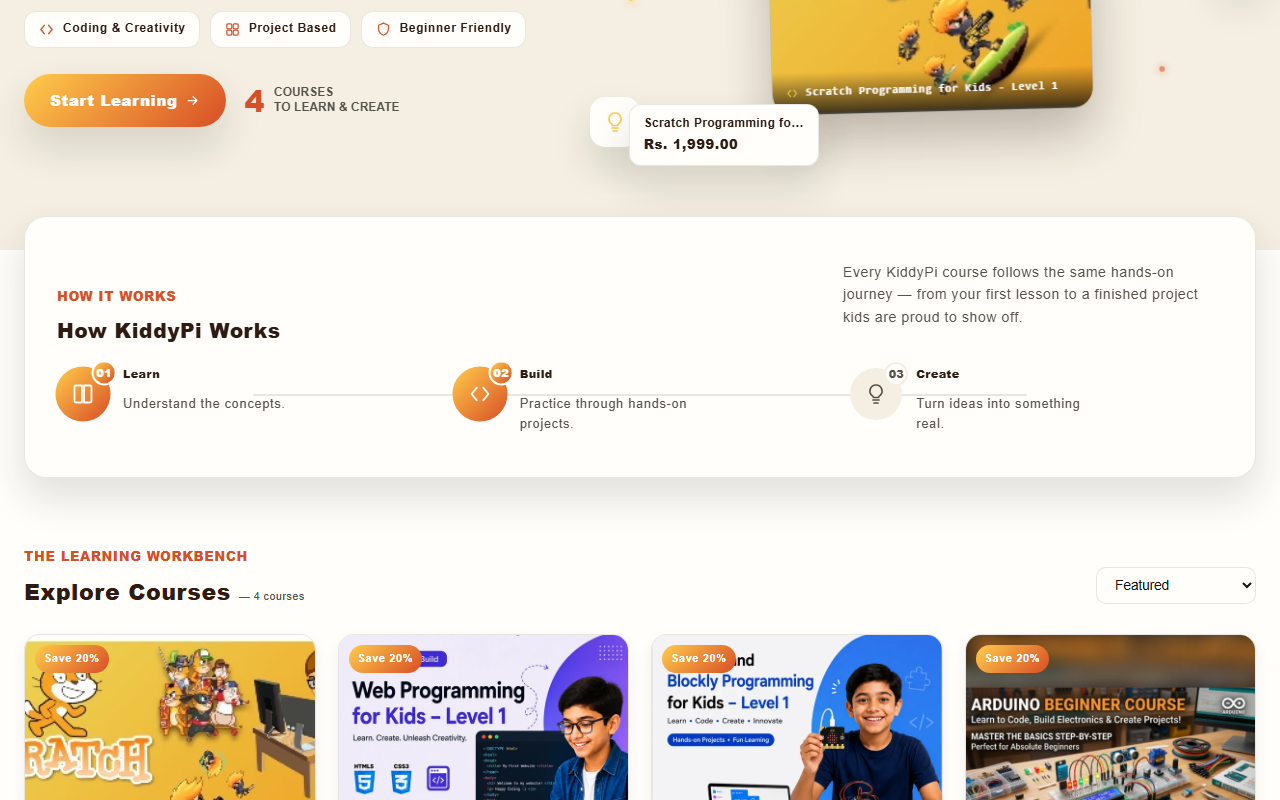 Coding & Creativity
Project Based
Beginner Friendly
Start Learning →
4 COURSES
TO LEARN & CREATE
Scratch Programming for Kids - Level 1
Scratch Programming fo...
Rs. 1,999.00
HOW IT WORKS
How KiddyPi Works
Every KiddyPi course follows the same hands-on
journey — from your first lesson to a finished project
kids are proud to show off.
01
Learn
Understand the concepts.
02
Build
Practice through hands-on
projects.
03
Create
Turn ideas into something
real.
THE LEARNING WORKBENCH
Explore Courses — 4 courses
Featured
Save 20%
RATCH
Save 20%
Build
Web Programming
for Kids – Level 1
Learn. Create. Unleash Creativity.
HTML5
CSS3
Save 20%
and
Blockly Programming
for Kids – Level 1
Learn • Code • Create • Innovate
Hands-on Projects • Fun Learning
Save 20%
ARDUINO BEGINNER COURSE
Learn to Code, Build Electronics & Create Projects!
MASTER THE BASICS STEP-BY-STEP
Perfect for Absolute Beginners
ARDUINO